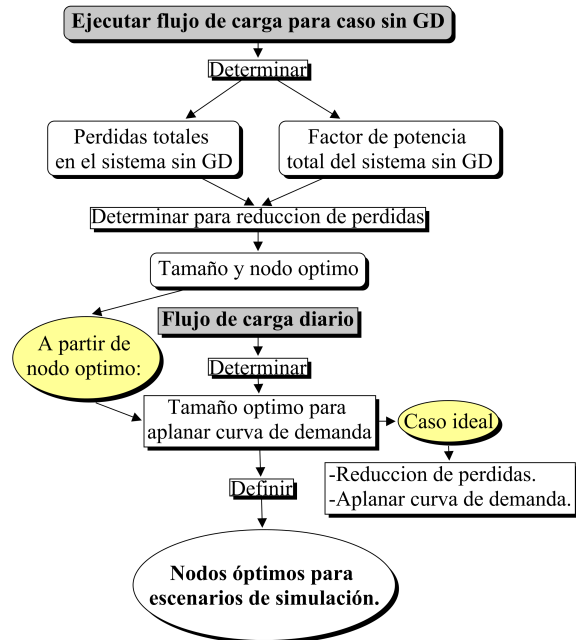 Ejecutar flujo de carga para caso sin GD
Determinar
Perdidas totales
en el sistema sin GD
Factor de potencia
total del sistema sin GD
Determinar para reduccion de perdidas
Tamaño y nodo optimo
Flujo de carga diario
A partir de
nodo optimo:
Determinar
Tamaño optimo para
aplanar curva de demanda
Caso ideal
-Reduccion de perdidas.
-Aplanar curva de demanda.
Definir
Nodos óptimos para
escenarios de simulación.